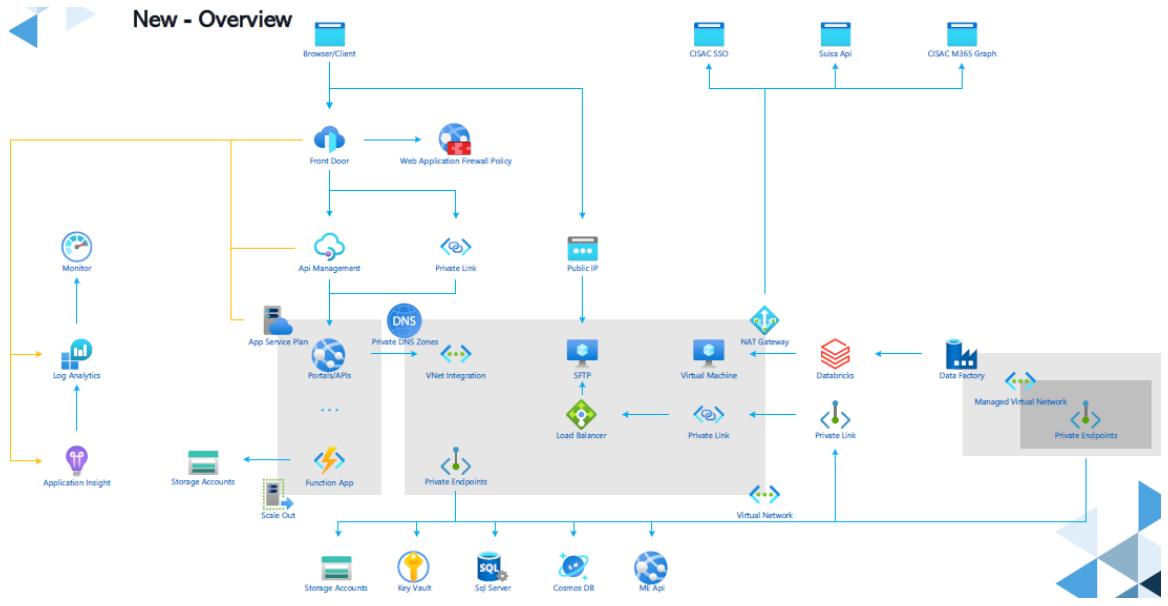 New - Overview
Browser/Client
CISAC SSO
Suisa Api
CISAC M365 Graph
Front Door
Web Application Firewall Policy
Monitor
Api Management
Private Link
Public IP
DNS
App Service Plan
Private DNS Zones
NAT Gateway
Log Analytics
Portals/APIs
VNet Integration
SFTP
Virtual Machine
Databricks
Data Factory
Managed Virtual Network
...
Load Balancer
Private Link
Private Link
Private Endpoints
Application Insight
Storage Accounts
Function App
Private Endpoints
Scale Out
Virtual Network
SQL
Storage Accounts
Key Vault
Sql Server
Cosmos DB
ME Api